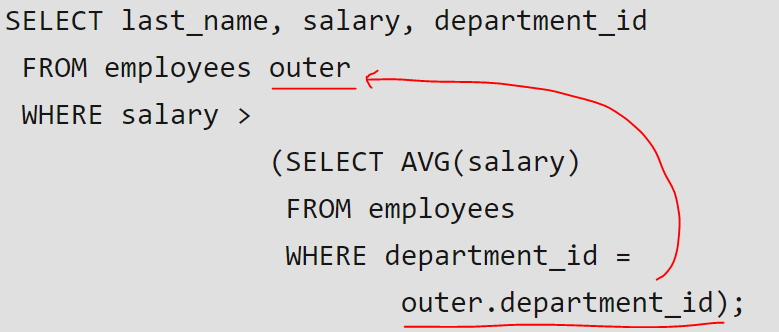 SELECT last_name, salary, department_id
FROM employees outer
WHERE salary >
(SELECT AVG(salary)
FROM employees
WHERE department_id =
outer.department_id);